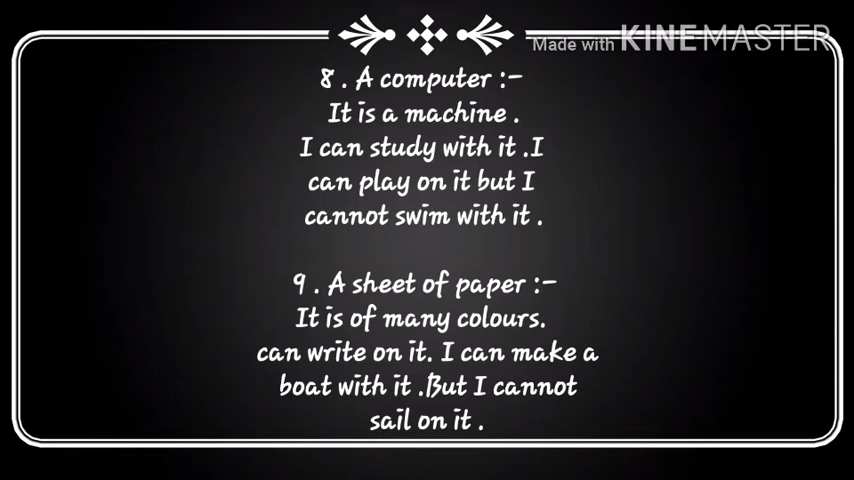 Made with KINEMASTER
8 . A computer :-
It is a machine .
I can study with it .I
can play on it but I
cannot swim with it .
9 . A sheet of paper :-
It is of many colours.
can write on it. I can make a
boat with it .But I cannot
sail on it .